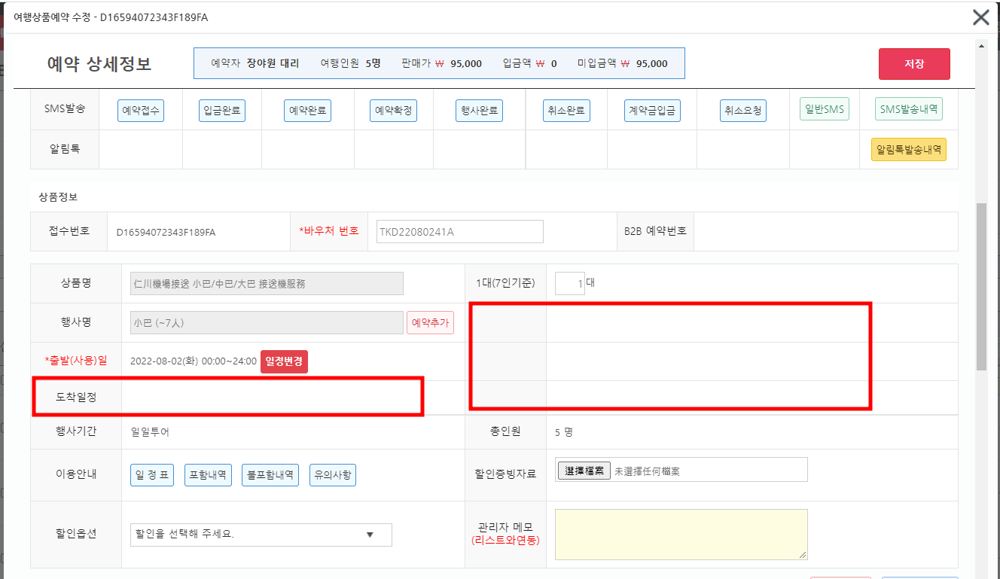 여행상품예약 수정 - D16594072343F189FA
예약 상세정보 예약자 장야원 대리 여행인원 5명 판매가 ₩ 95,000 입금액 ₩ 0 미입금액 ₩ 95,000 저장
SMS발송 예약접수 입금완료 예약완료 예약확정 행사완료 취소완료 계약금입금 취소요청 일반SMS SMS발송내역
알림톡 알림톡발송내역
상품정보
접수번호 D16594072343F189FA *바우처 번호 TKD22080241A B2B 예약번호
상품명 仁川機場接送 小巴/中巴/大巴 接送機服務 1대(7인기준) 1 대
행사명 小巴 (~7人) 예약추가
*출발(사용)일 2022-08-02(화) 00:00~24:00 일정변경
도착일정
행사기간 일일투어 총인원 5 명
이용안내 일 정 표 포함내역 불포함내역 유의사항 할인증빙자료 選擇檔案 未選擇任何檔案
할인옵션 할인을 선택해 주세요. 관리자 메모
(리스트와연동)